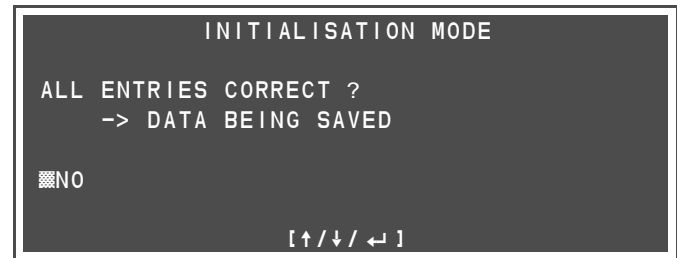 INITIALISATION MODE
ALL ENTRIES CORRECT ?
-> DATA BEING SAVED
▒NO
[↑/↓/↵]